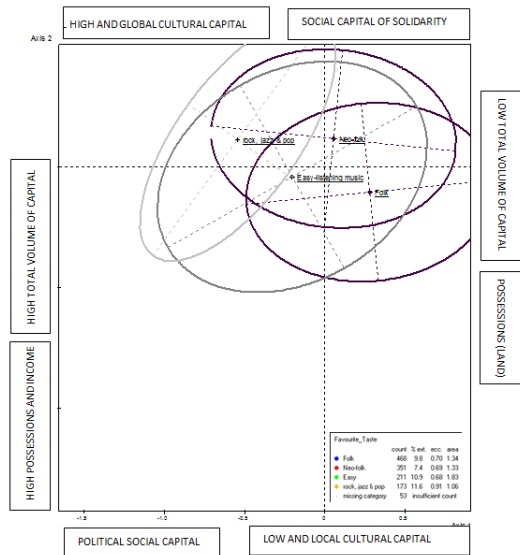 HIGH AND GLOBAL CULTURAL CAPITAL
SOCIAL CAPITAL OF SOLIDARITY
Axis 2
LOW TOTAL VOLUME OF CAPITAL
rock, jazz & pop
Neo-folk
Easy-listening music
Folk
HIGH TOTAL VOLUME OF CAPITAL
POSSESSIONS (LAND)
HIGH POSSESSIONS AND INCOME
Favourite_Taste
count % ext. ecc. area
Folk 468 9.8 0.70 1.34
Neo-folk 351 7.4 0.69 1.33
Easy 211 10.9 0.68 1.83
rock, jazz & pop 173 11.6 0.91 1.06
missing category 53 insufficient count
-1.5 -1.0 -0.5 0 0.5
POLITICAL SOCIAL CAPITAL
LOW AND LOCAL CULTURAL CAPITAL